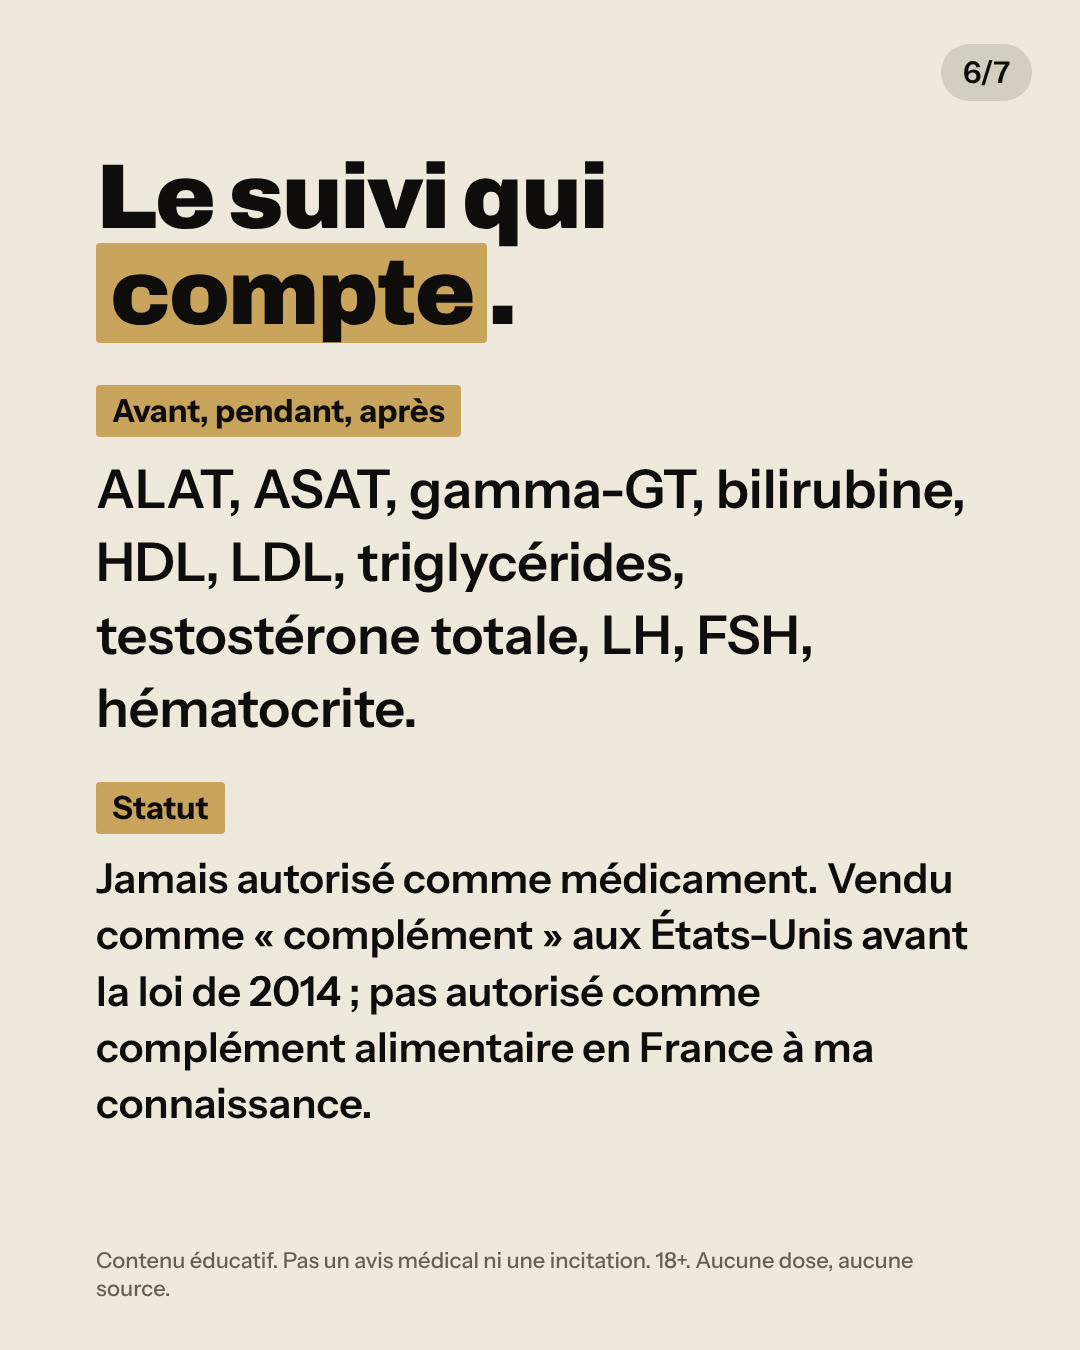 6/7
Le suivi qui
compte.
Avant, pendant, après
ALAT, ASAT, gamma-GT, bilirubine,
HDL, LDL, triglycérides,
testostérone totale, LH, FSH,
hématocrite.
Statut
Jamais autorisé comme médicament. Vendu
comme « complément » aux États-Unis avant
la loi de 2014 ; pas autorisé comme
complément alimentaire en France à ma
connaissance.
Contenu éducatif. Pas un avis médical ni une incitation. 18+. Aucune dose, aucune
source.